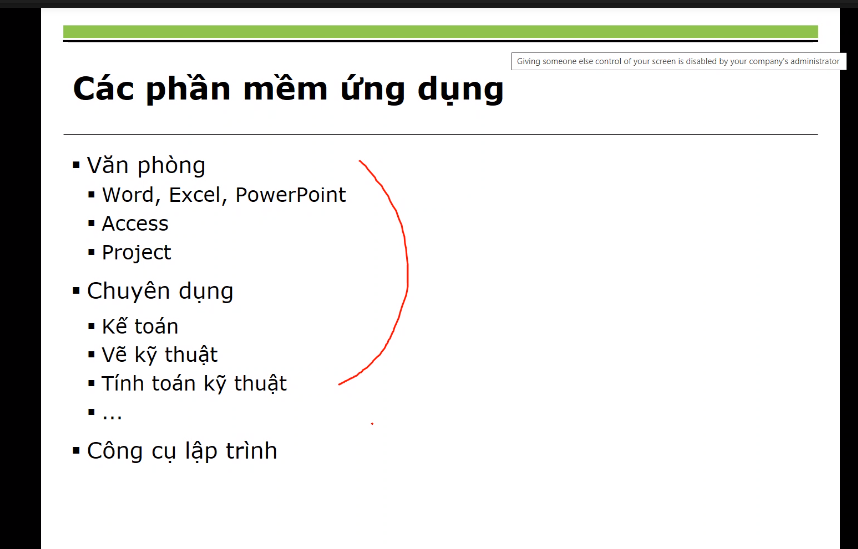 Giving someone else control of your screen is disabled by your company's administrator
Các phần mềm ứng dụng
▪ Văn phòng
▪ Word, Excel, PowerPoint
▪ Access
▪ Project
▪ Chuyên dụng
▪ Kế toán
▪ Vẽ kỹ thuật
▪ Tính toán kỹ thuật
▪ ...
▪ Công cụ lập trình